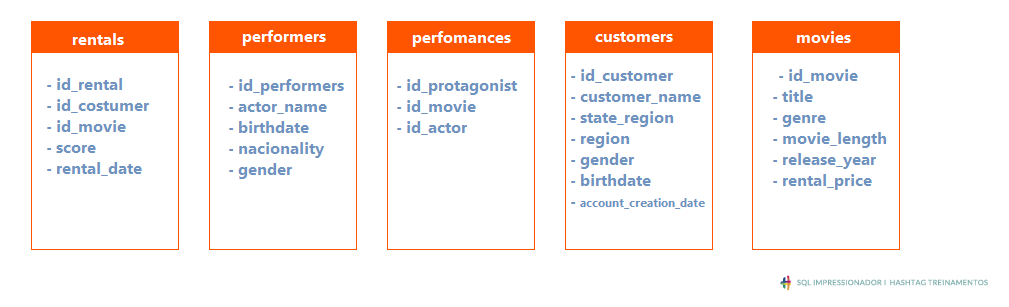 rentals
- id_rental
- id_costumer
- id_movie
- score
- rental_date
performers
- id_performers
- actor_name
- birthdate
- nacionality
- gender
perfomances
- id_protagonist
- id_movie
- id_actor
customers
- id_customer
- customer_name
- state_region
- region
- gender
- birthdate
- account_creation_date
movies
- id_movie
- title
- genre
- movie_length
- release_year
- rental_price
SQL IMPRESSIONADOR I HASHTAG TREINAMENTOS